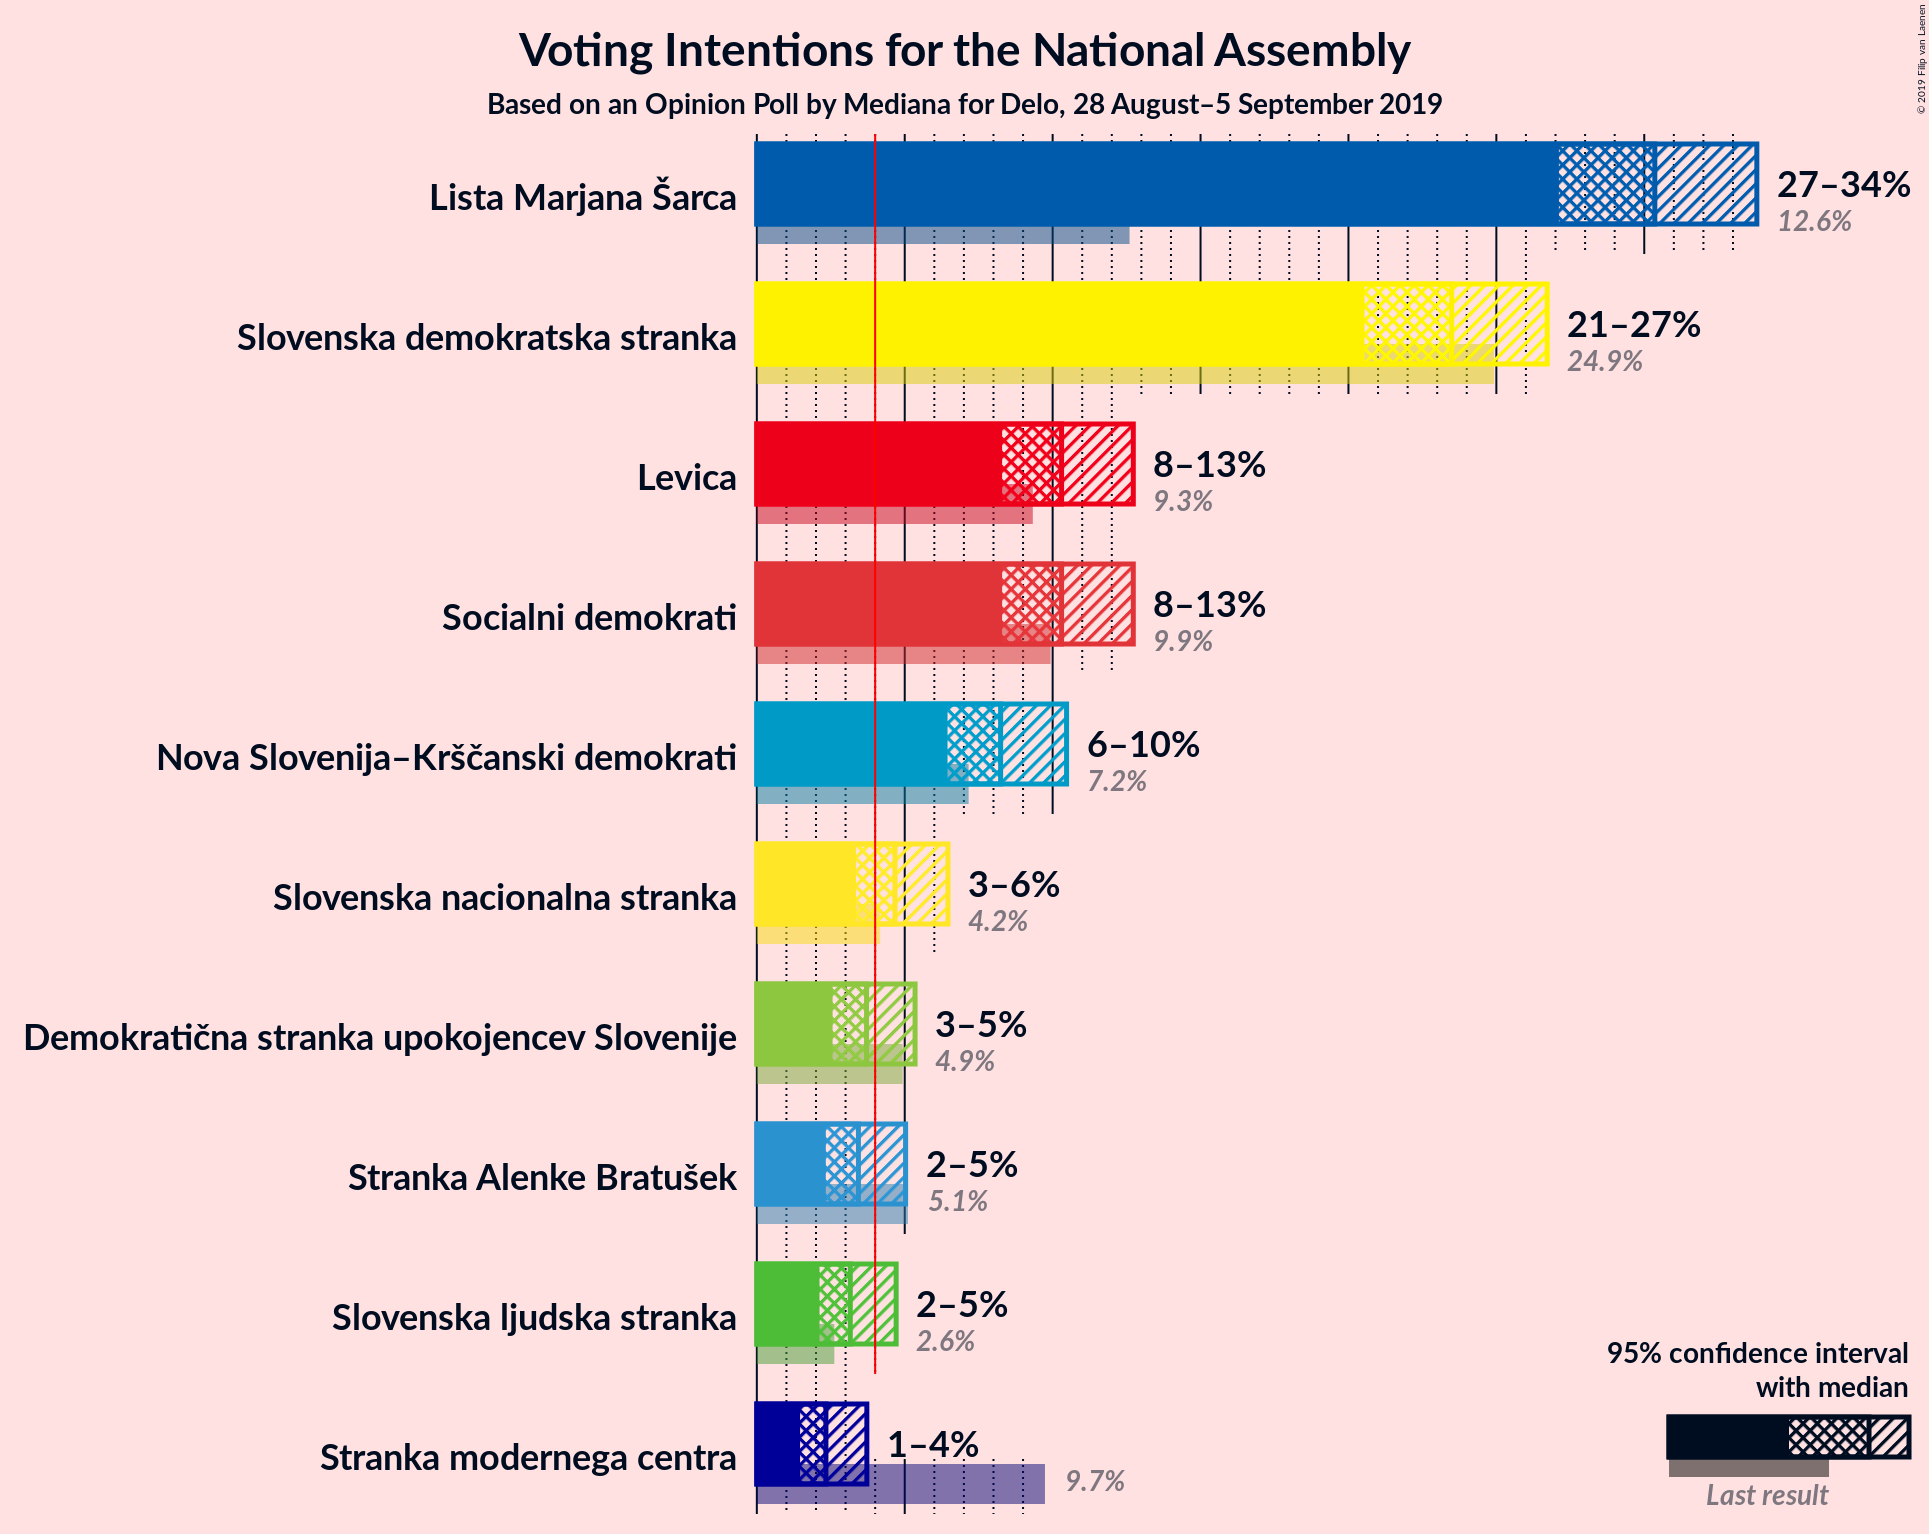 Voting Intentions for the National Assembly
Based on an Opinion Poll by Mediana for Delo, 28 August–5 September 2019
© 2019 Filip van Laenen
Lista Marjana Šarca
27–34%
12.6%
Slovenska demokratska stranka
21–27%
24.9%
Levica
8–13%
9.3%
Socialni demokrati
8–13%
9.9%
Nova Slovenija–Krščanski demokrati
6–10%
7.2%
Slovenska nacionalna stranka
3–6%
4.2%
Demokratična stranka upokojencev Slovenije
3–5%
4.9%
Stranka Alenke Bratušek
2–5%
5.1%
Slovenska ljudska stranka
2–5%
2.6%
Stranka modernega centra
1–4%
9.7%
95% confidence interval
with median
Last result